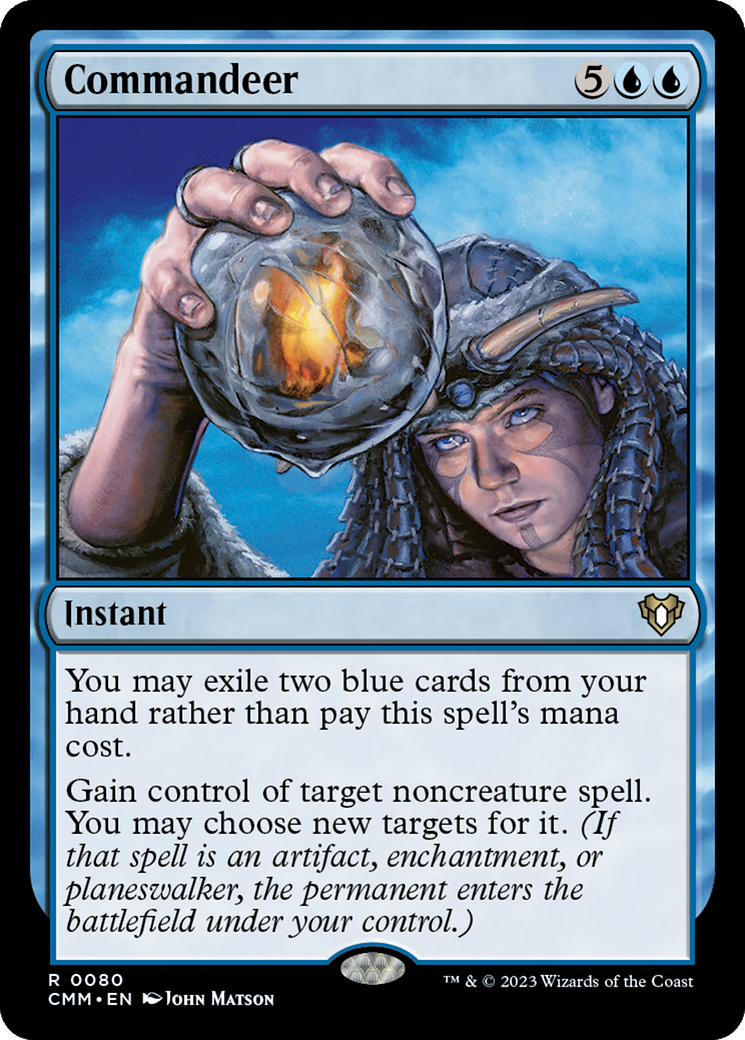 Commandeer 5
Instant
You may exile two blue cards from your
hand rather than pay this spell's mana
cost.
Gain control of target noncreature spell.
You may choose new targets for it. (If
that spell is an artifact, enchantment, or
planeswalker, the permanent enters the
battlefield under your control.)
R 0080
CMM • EN John Matson
™ & © 2023 Wizards of the Coast